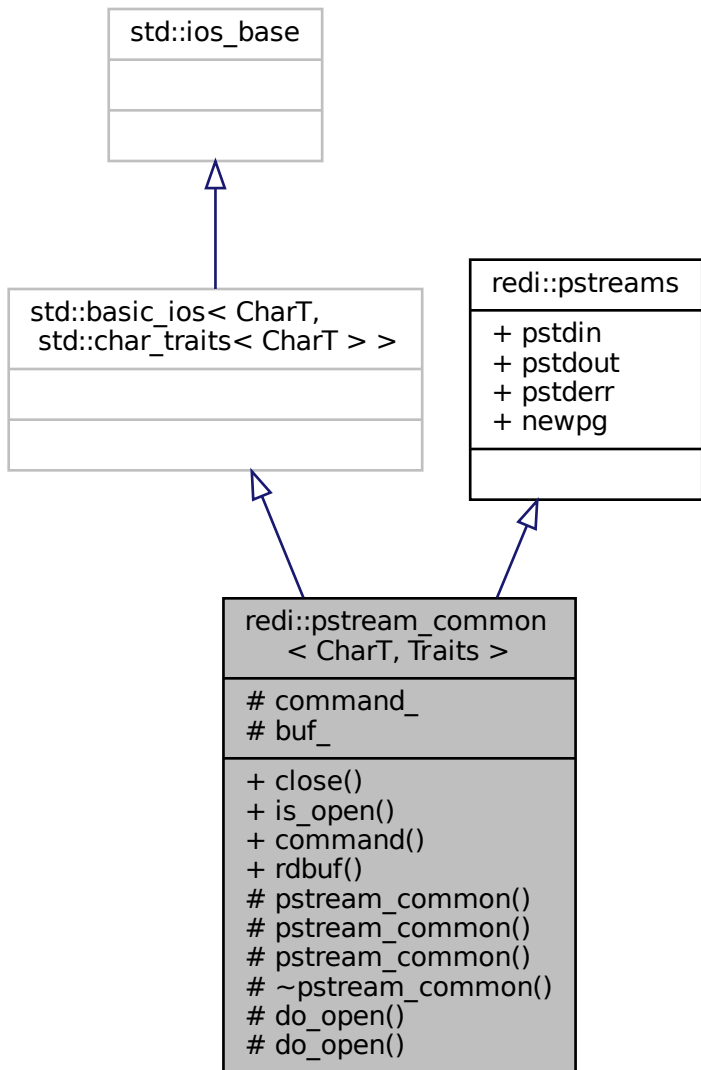 std::ios_base
std::basic_ios< CharT,
std::char_traits< CharT > >
redi::pstreams
+ pstdin
+ pstdout
+ pstderr
+ newpg
redi::pstream_common
< CharT, Traits >
# command_
# buf_
+ close()
+ is_open()
+ command()
+ rdbuf()
# pstream_common()
# pstream_common()
# pstream_common()
# ~pstream_common()
# do_open()
# do_open()